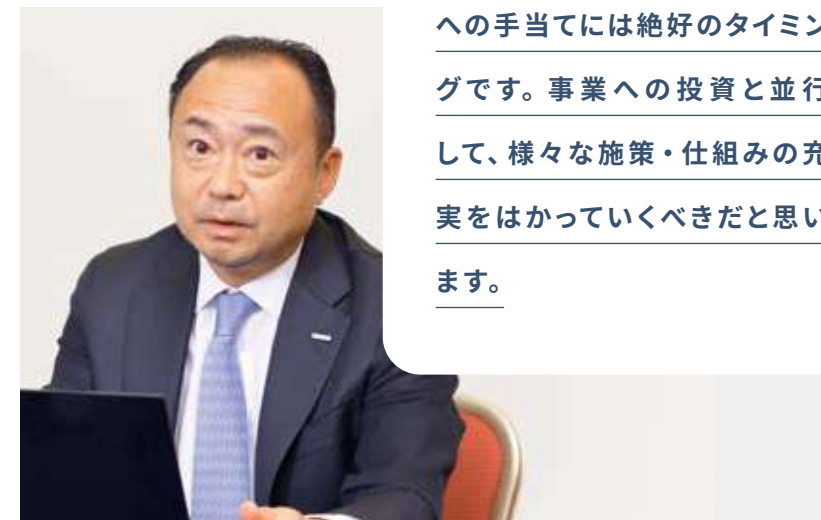 への手当てには絶好のタイミン
グです。事業への投資と並行
して、様々な施策・仕組みの充
実をはかっていくべきだと思い
ます。